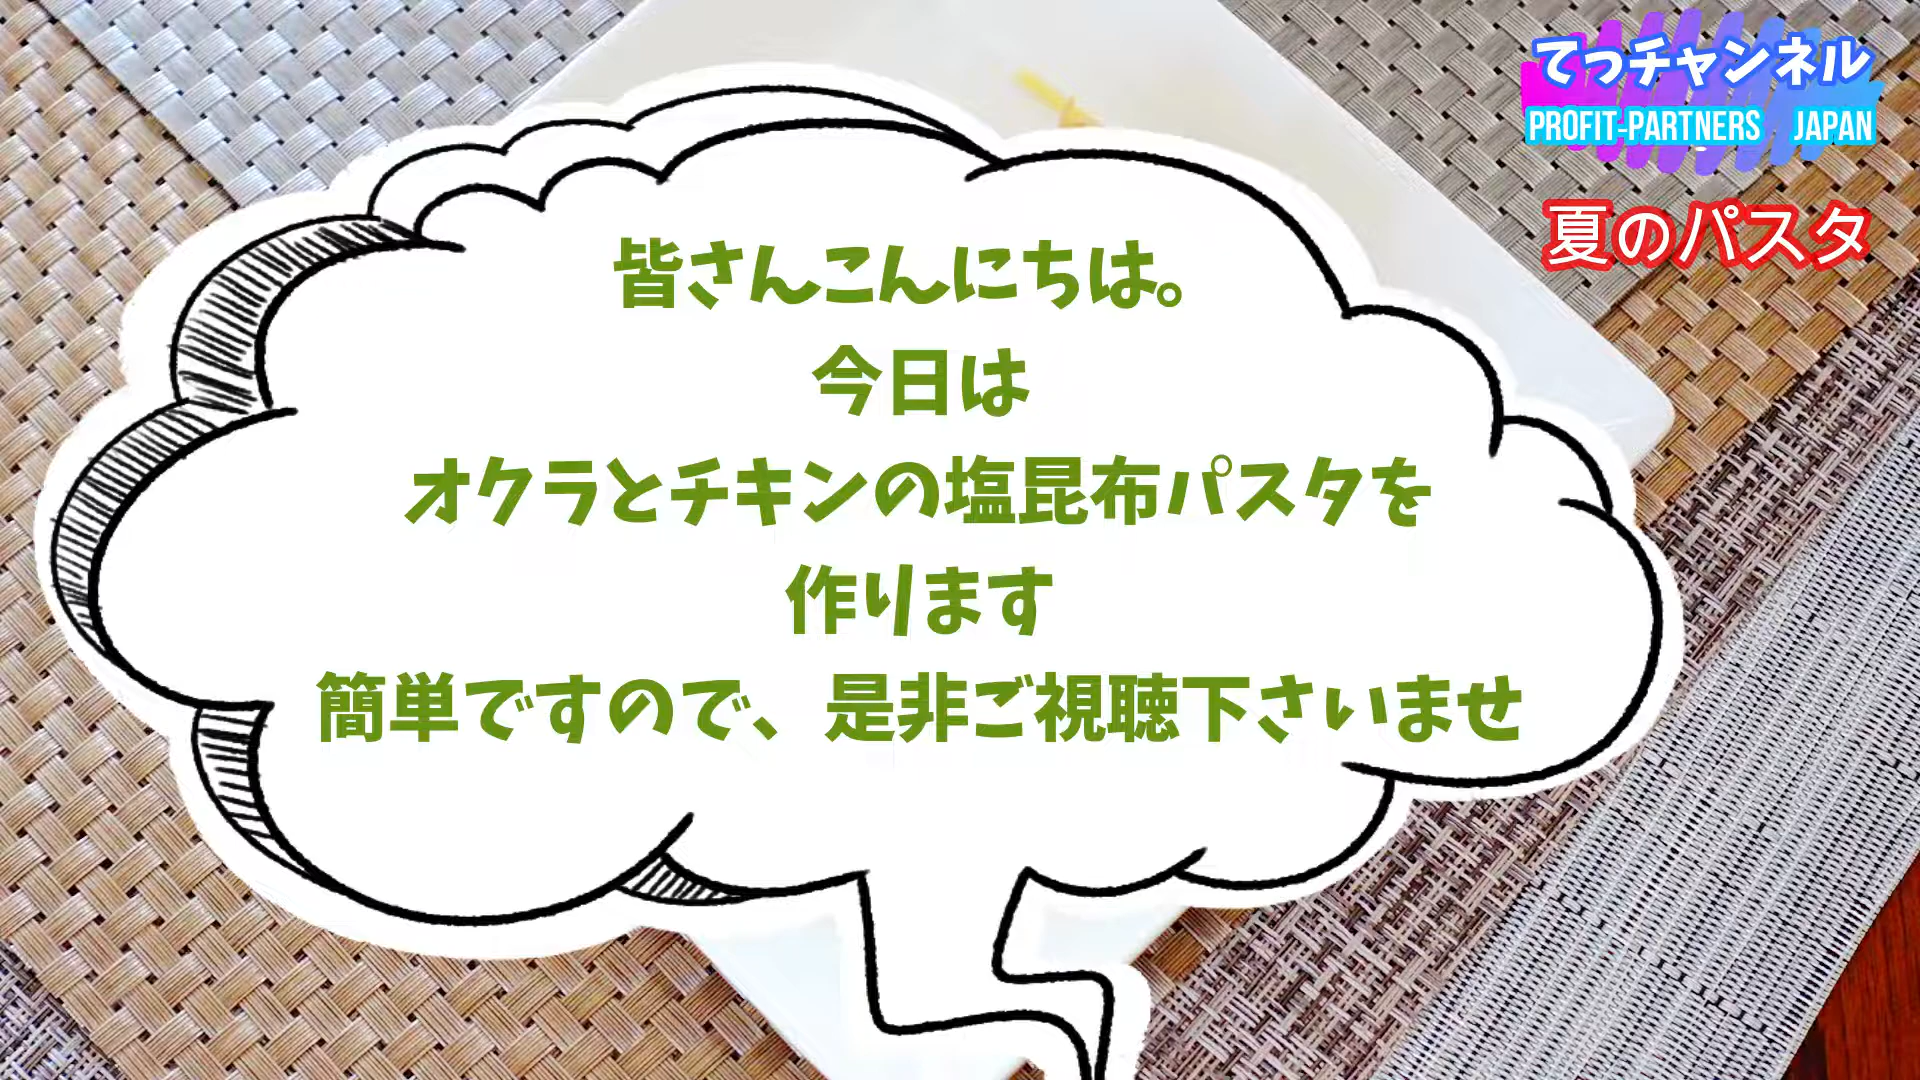 てっチャンネル
PROFIT-PARTNERS JAPAN
夏のパスタ
皆さんこんにちは。
今日は
オクラとチキンの塩昆布パスタを
作ります
簡単ですので、是非ご視聴下さいませ